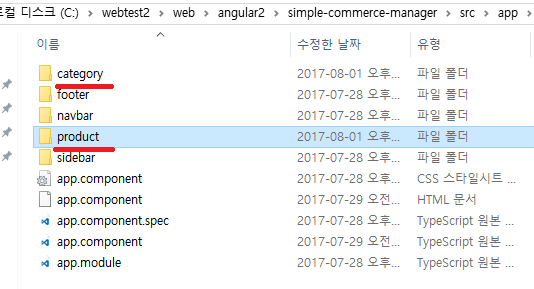 로컬 디스크 (C:) > webtest2 > web > angular2 > simple-commerce-manager > src > app >
이름 수정한 날짜 유형
category 2017-08-01 오후... 파일 폴더
footer 2017-07-28 오후... 파일 폴더
navbar 2017-07-28 오후... 파일 폴더
product 2017-08-01 오후... 파일 폴더
sidebar 2017-07-28 오후... 파일 폴더
app.component 2017-07-28 오후... CSS 스타일시트 ...
app.component 2017-07-29 오전... HTML 문서
app.component.spec 2017-07-28 오후... TypeScript 원본 ...
app.component 2017-07-29 오전... TypeScript 원본 ...
app.module 2017-07-28 오후... TypeScript 원본 ...